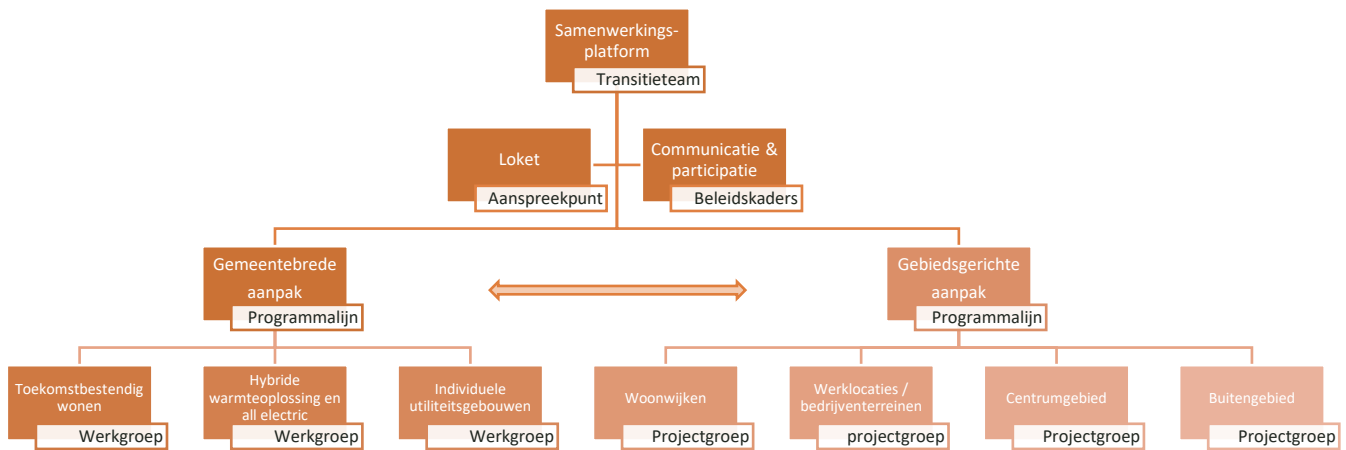 Samenwerkings-
platform
Transitieteam
Loket
Aanspreekpunt
Communicatie &
participatie
Beleidskaders
Gemeentebrede
aanpak
Programmalijn
Gebiedsgerichte
aanpak
Programmalijn
Toekomstbestendig
wonen
Werkgroep
Hybride
warmteoplossing en
all electric
Werkgroep
Individuele
utiliteitsgebouwen
Werkgroep
Woonwijken
Projectgroep
Werklocaties /
bedrijventerreinen
projectgroep
Centrumgebied
Projectgroep
Buitengebied
Projectgroep